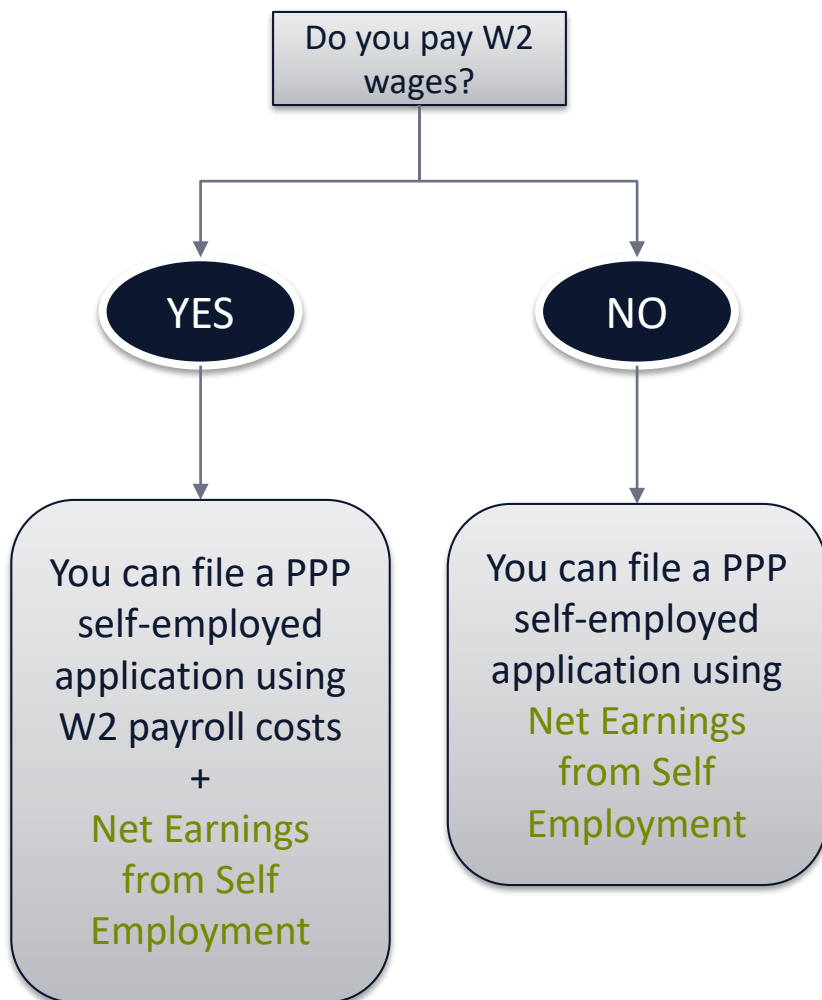 Do you pay W2
wages?
YES
NO
You can file a PPP
self-employed
application using
W2 payroll costs
+
Net Earnings
from Self
Employment
You can file a PPP
self-employed
application using
Net Earnings
from Self
Employment